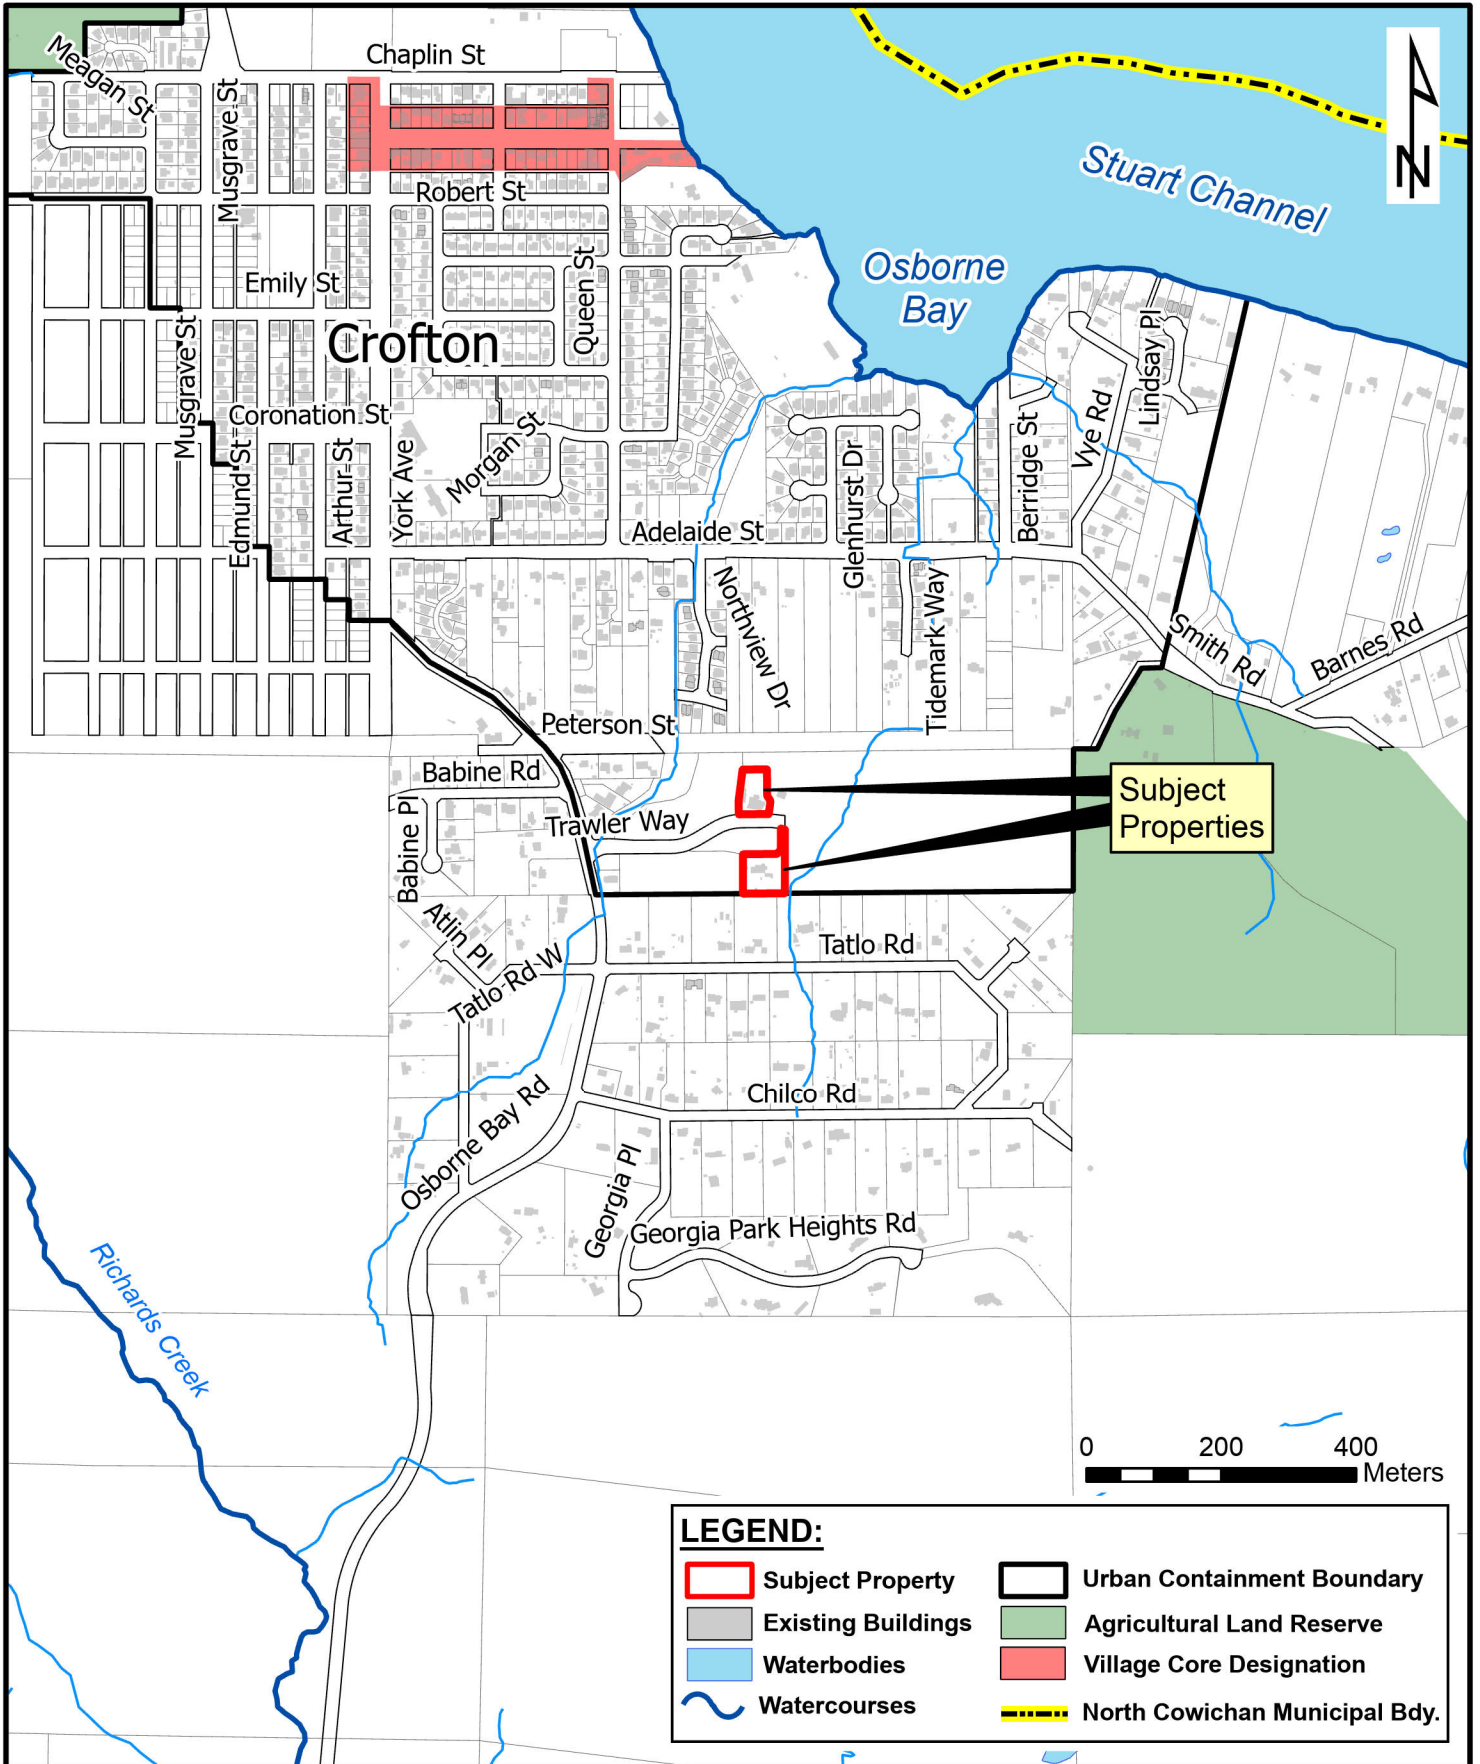 Chaplin St
Meagan St
Musgrave St
Robert St
Stuart Channel
N
Osborne
Bay
Emily St
Queen St
Crofton
Musgrave St
Lindsay Pl
Coronation St
Vye Rd
Morgan St
Berridge St
Edmund St
Arthur St
York Ave
Glenhurst Dr
Adelaide St
Northview Dr
Tidemark Way
Smith Rd
Barnes Rd
Peterson St
Babine Rd
Babine Pl
Trawler Way
Subject
Properties
Atlin Pl
Tatlo Rd W
Tatlo Rd
Osborne Bay Rd
Chilco Rd
Georgia Pl
Georgia Park Heights Rd
Richards Creek
0 200 400
Meters
LEGEND:
Subject Property
Existing Buildings
Waterbodies
Watercourses
Urban Containment Boundary
Agricultural Land Reserve
Village Core Designation
North Cowichan Municipal Bdy.